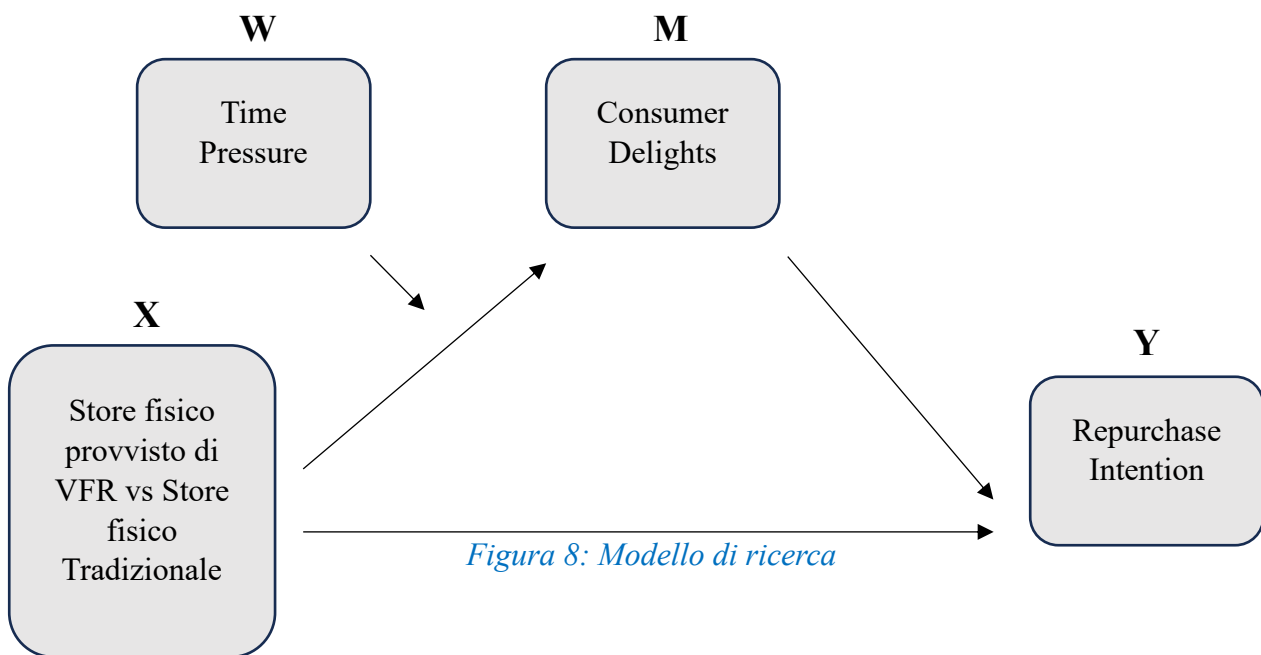 W
Time
Pressure
M
Consumer
Delights
X
Store fisico
provvisto di
VFR vs Store
fisico
Tradizionale
Y
Repurchase
Intention
Figura 8: Modello di ricerca